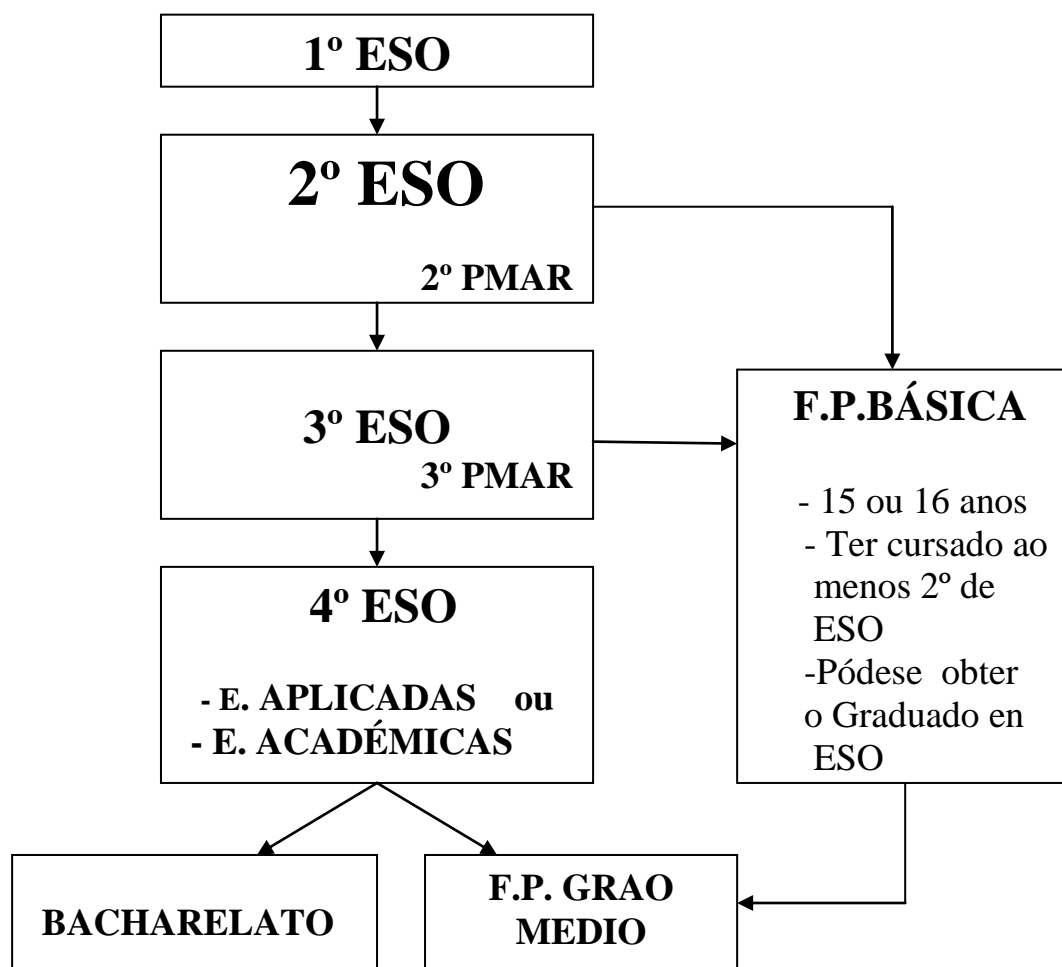 1º ESO
2º ESO
2º PMAR
3º ESO
3º PMAR
4º ESO
- E. APLICADAS ou
- E. ACADÉMICAS
F.P.BÁSICA
- 15 ou 16 anos
- Ter cursado ao
menos 2º de
ESO
-Pódese obter
o Graduado en
ESO
BACHARELATO
F.P. GRAO
MEDIO